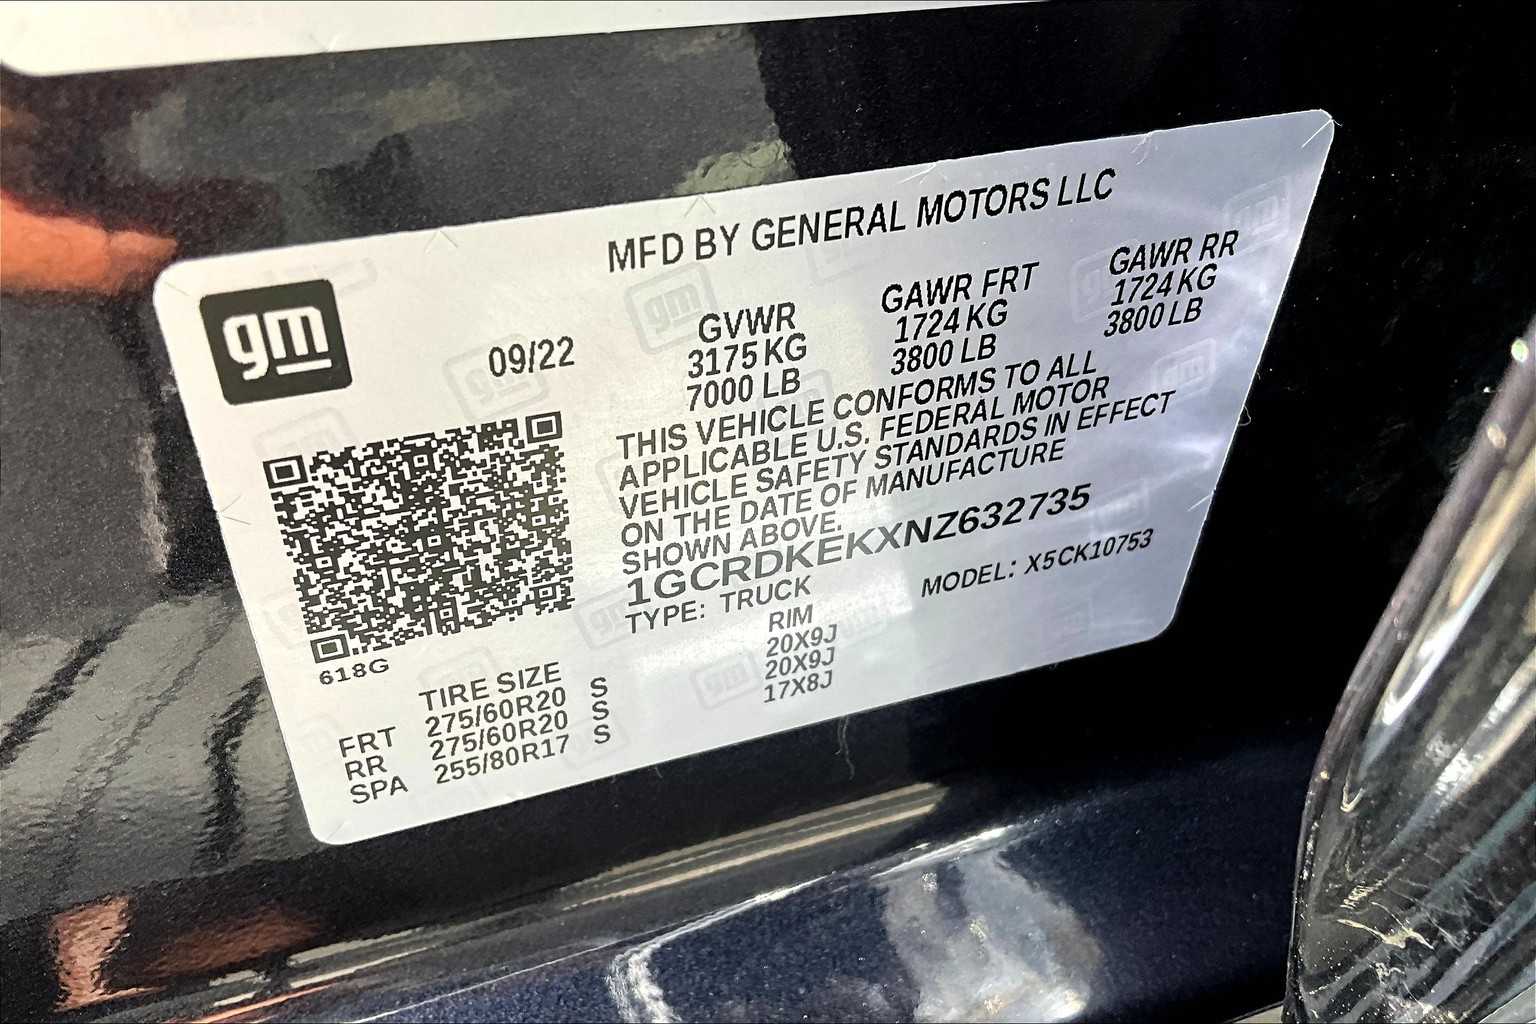 MFD BY GENERAL MOTORS LLC
gm
09/22
GVWR
3175 KG
7000 LB
GAWR FRT
1724 KG
3800 LB
GAWR RR
1724 KG
3800 LB
THIS VEHICLE CONFORMS TO ALL
APPLICABLE U.S. FEDERAL MOTOR
VEHICLE SAFETY STANDARDS IN EFFECT
ON THE DATE OF MANUFACTURE
SHOWN ABOVE.
1GCRDKEKXNZ632735
TYPE: TRUCK MODEL: X5CK10753
618G
TIRE SIZE RIM
FRT 275/60R20 S 20X9J
RR 275/60R20 S 20X9J
SPA 255/80R17 S 17X8J